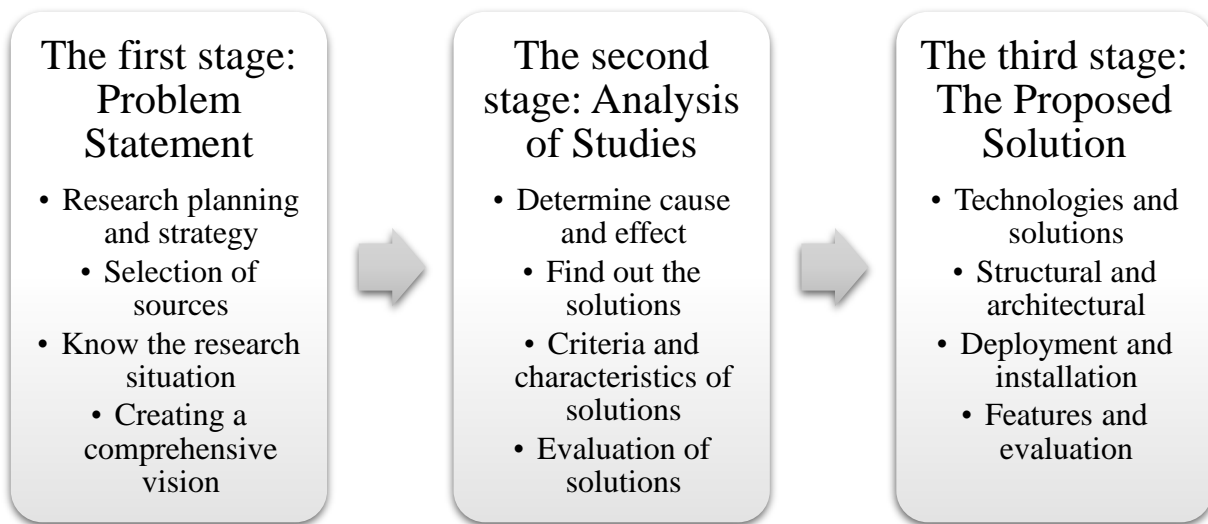 The first stage:
Problem
Statement
• Research planning
and strategy
• Selection of
sources
• Know the research
situation
• Creating a
comprehensive
vision
The second
stage: Analysis
of Studies
• Determine cause
and effect
• Find out the
solutions
• Criteria and
characteristics of
solutions
• Evaluation of
solutions
The third stage:
The Proposed
Solution
• Technologies and
solutions
• Structural and
architectural
• Deployment and
installation
• Features and
evaluation